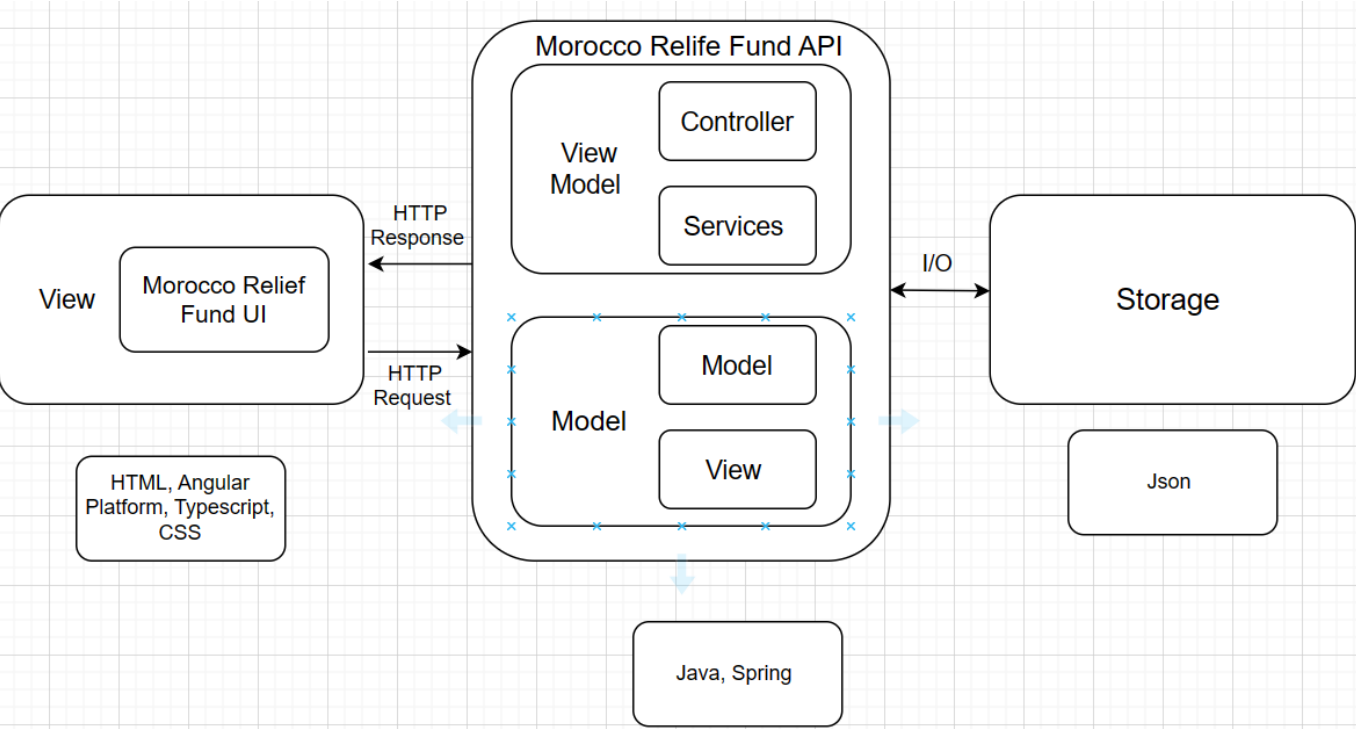 Morocco Relife Fund API
View
Model
Controller
Services
HTTP
Response
View
Morocco Relief
Fund UI
HTTP
Request
I/O
Storage
Model
Model
View
HTML, Angular
Platform, Typescript,
CSS
Json
Java, Spring